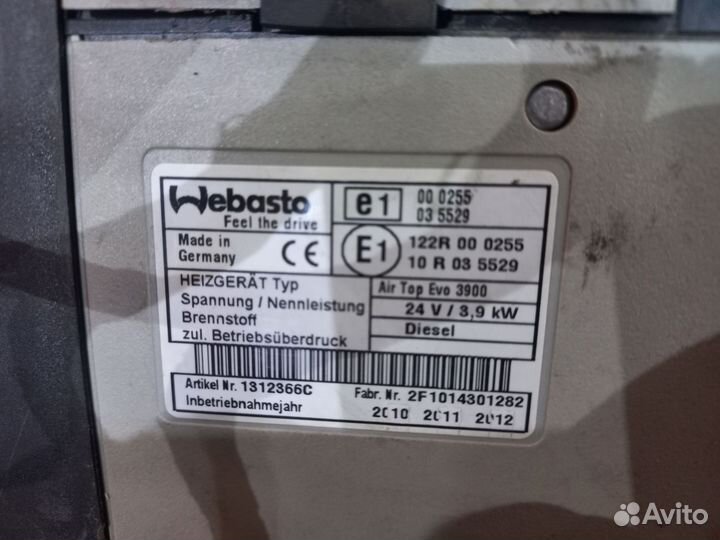 Webasto
Feel the drive
e1
00 0255
03 5529
Made in
Germany
CE
E1
122R 00 0255
10 R 03 5529
HEIZGERÄT Typ
Air Top Evo 3900
Spannung / Nennleistung
24 V / 3,9 kW
Brennstoff
Diesel
zul. Betriebsüberdruck
Artikel Nr. 1312366C
Fabr. Nr. 2F1014301282
Inbetriebnahmejahr
2010 2011 2012
Avito